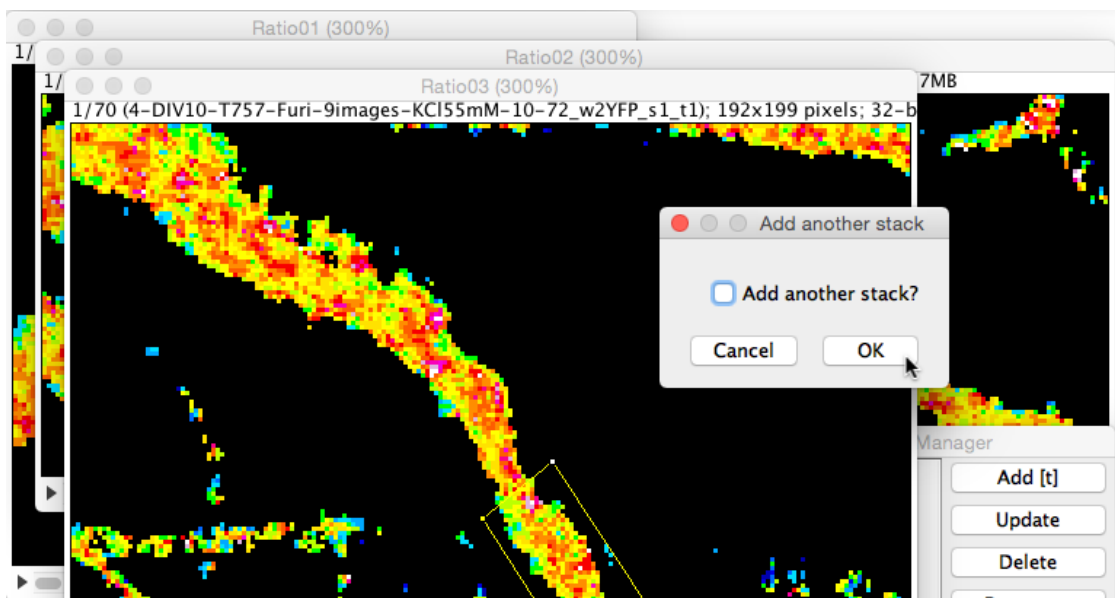 Ratio01 (300%)
1/
Ratio02 (300%)
1/
7MB
Ratio03 (300%)
1/70 (4-DIV10-T757-Furi-9images-KCl55mM-10-72_w2YFP_s1_t1); 192x199 pixels; 32-b
Add another stack
Add another stack?
Cancel
OK
Manager
Add [t]
Update
Delete